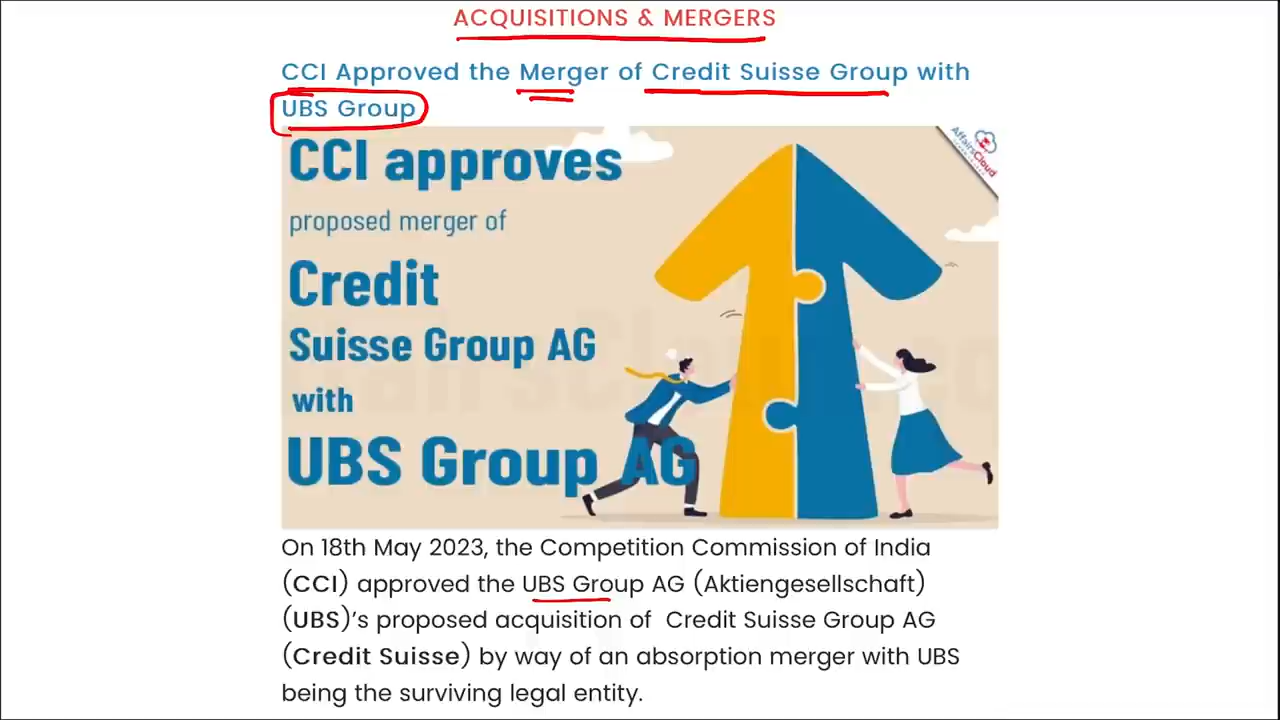 ACQUISITIONS & MERGERS
CCI Approved the Merger of Credit Suisse Group with
UBS Group
CCI approves
proposed merger of
Credit
Suisse Group AG
with
UBS Group AG
AffairsCloud
On 18th May 2023, the Competition Commission of India
(CCI) approved the UBS Group AG (Aktiengesellschaft)
(UBS)’s proposed acquisition of Credit Suisse Group AG
(Credit Suisse) by way of an absorption merger with UBS
being the surviving legal entity.